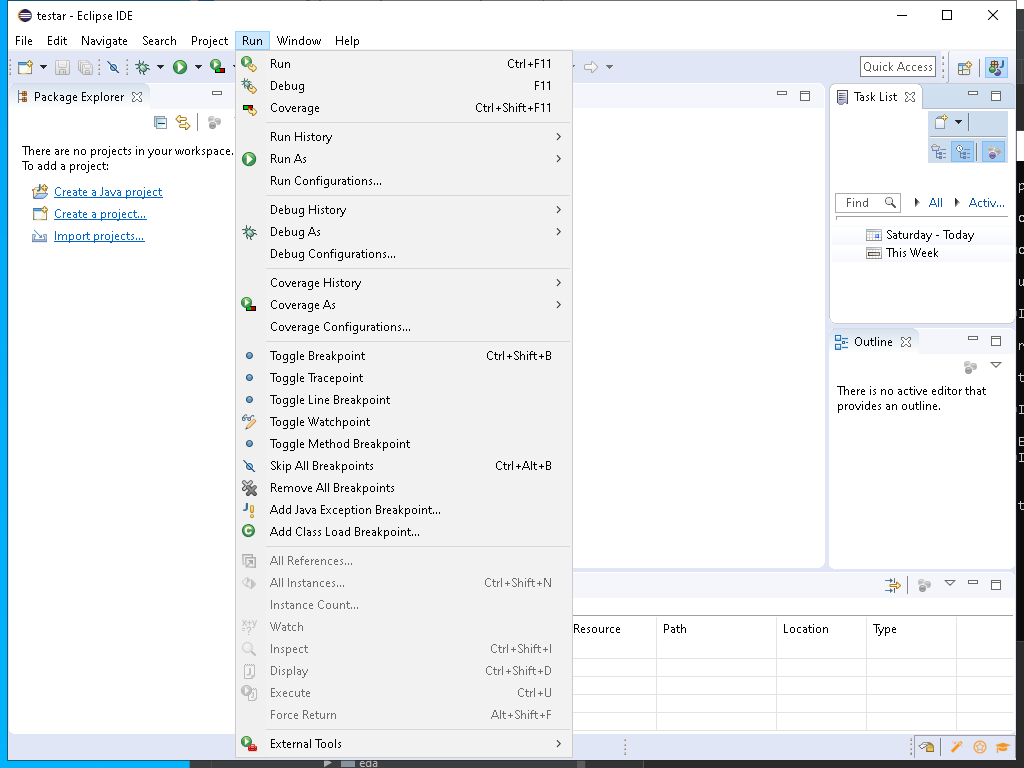 testar - Eclipse IDE
File Edit Navigate Search Project Run Window Help
Quick Access
Package Explorer
There are no projects in your workspace.
To add a project:
Create a Java project
Create a project...
Import projects...
Run Ctrl+F11
Debug F11
Coverage Ctrl+Shift+F11
Run History
Run As
Run Configurations...
Debug History
Debug As
Debug Configurations...
Coverage History
Coverage As
Coverage Configurations...
Toggle Breakpoint Ctrl+Shift+B
Toggle Tracepoint
Toggle Line Breakpoint
Toggle Watchpoint
Toggle Method Breakpoint
Skip All Breakpoints Ctrl+Alt+B
Remove All Breakpoints
Add Java Exception Breakpoint...
Add Class Load Breakpoint...
All References...
All Instances... Ctrl+Shift+N
Instance Count...
Watch
Inspect Ctrl+Shift+I
Display Ctrl+Shift+D
Execute Ctrl+U
Force Return Alt+Shift+F
External Tools
Task List
Find All Activ...
Saturday - Today
This Week
Outline
There is no active editor that
provides an outline.
Resource Path Location Type
eda